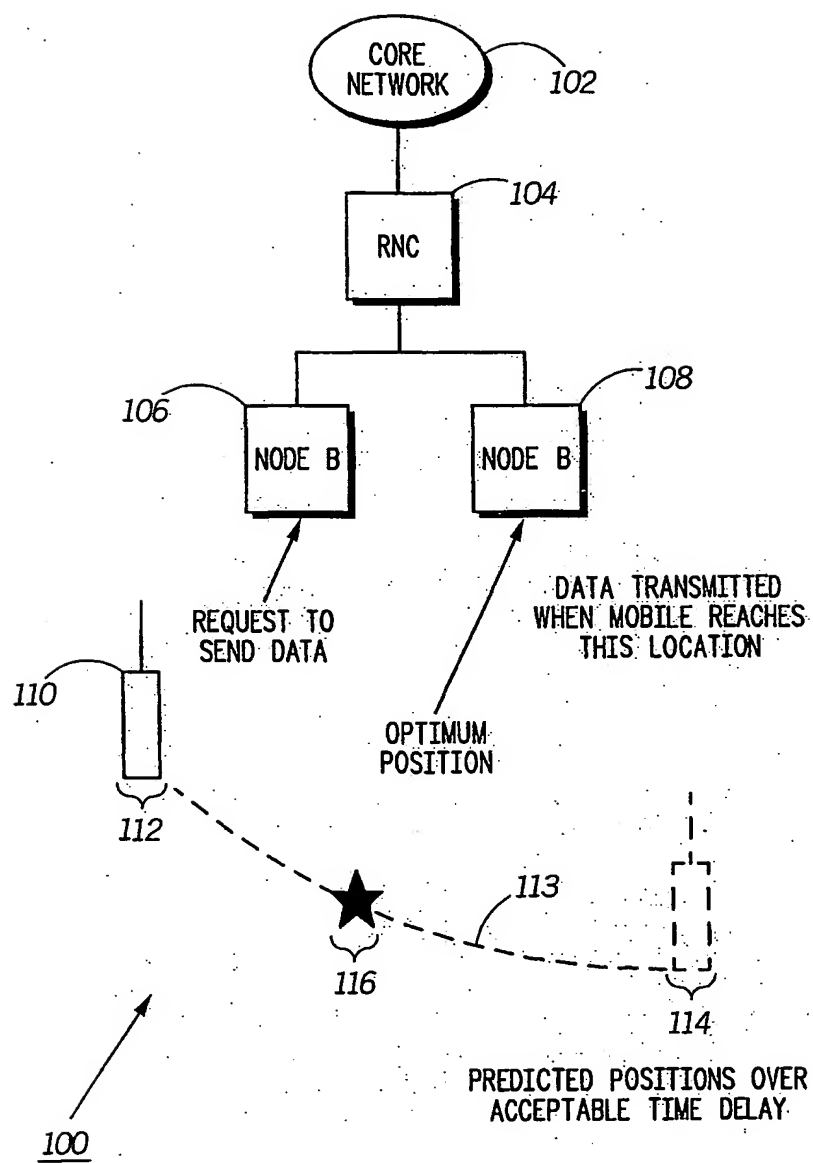 CORE
NETWORK
102
104
RNC
106
108
NODE B
NODE B
REQUEST TO
SEND DATA
DATA TRANSMITTED
WHEN MOBILE REACHES
THIS LOCATION
110
OPTIMUM
POSITION
112
113
116
114
PREDICTED POSITIONS OVER
ACCEPTABLE TIME DELAY
100